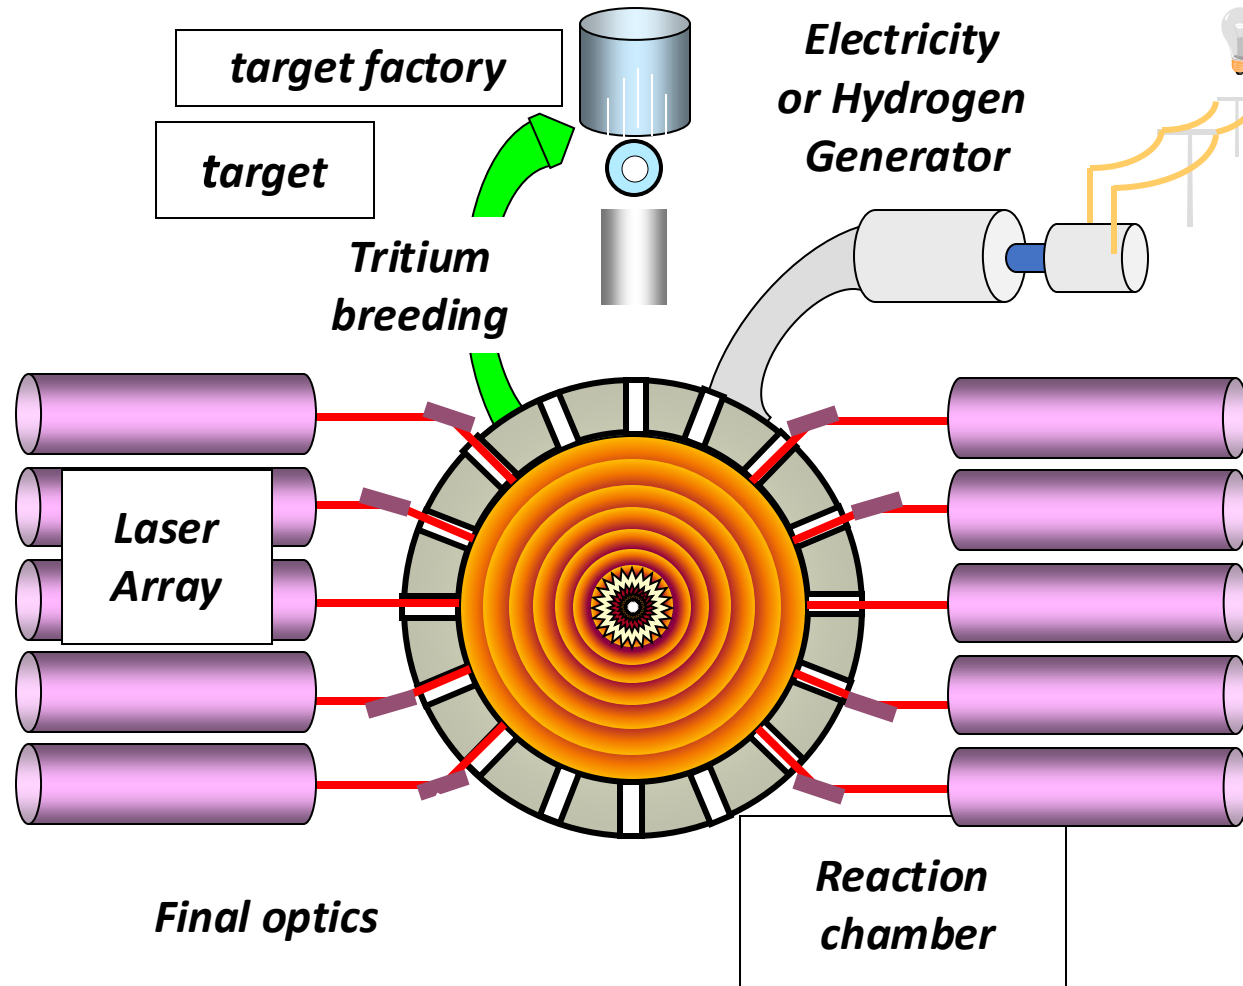 target factory
target
Electricity
or Hydrogen
Generator
Tritium
breeding
Laser
Array
Final optics
Reaction
chamber